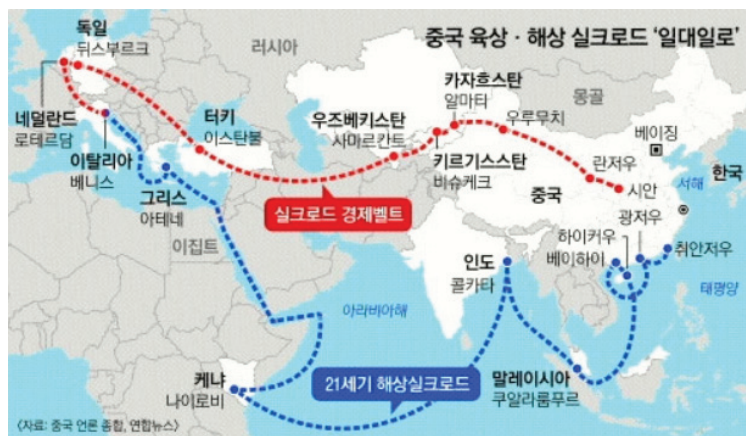 중국 육상·해상 실크로드 '일대일로'
독일
뒤스부르크
러시아
네덜란드
로테르담
이탈리아
베니스
터키
이스탄불
그리스
아테네
우즈베키스탄
사마르칸트
카자흐스탄
알마티
우루무치
몽골
키르기스스탄
비슈케크
베이징
란저우
시안
서해
한국
중국
실크로드 경제벨트
이집트
인도
콜카타
하이커우
베이하이
광저우
취안저우
아라비아해
태평양
케냐
나이로비
21세기 해상실크로드
말레이시아
쿠알라룸푸르
<자료: 중국 언론 종합, 연합뉴스>